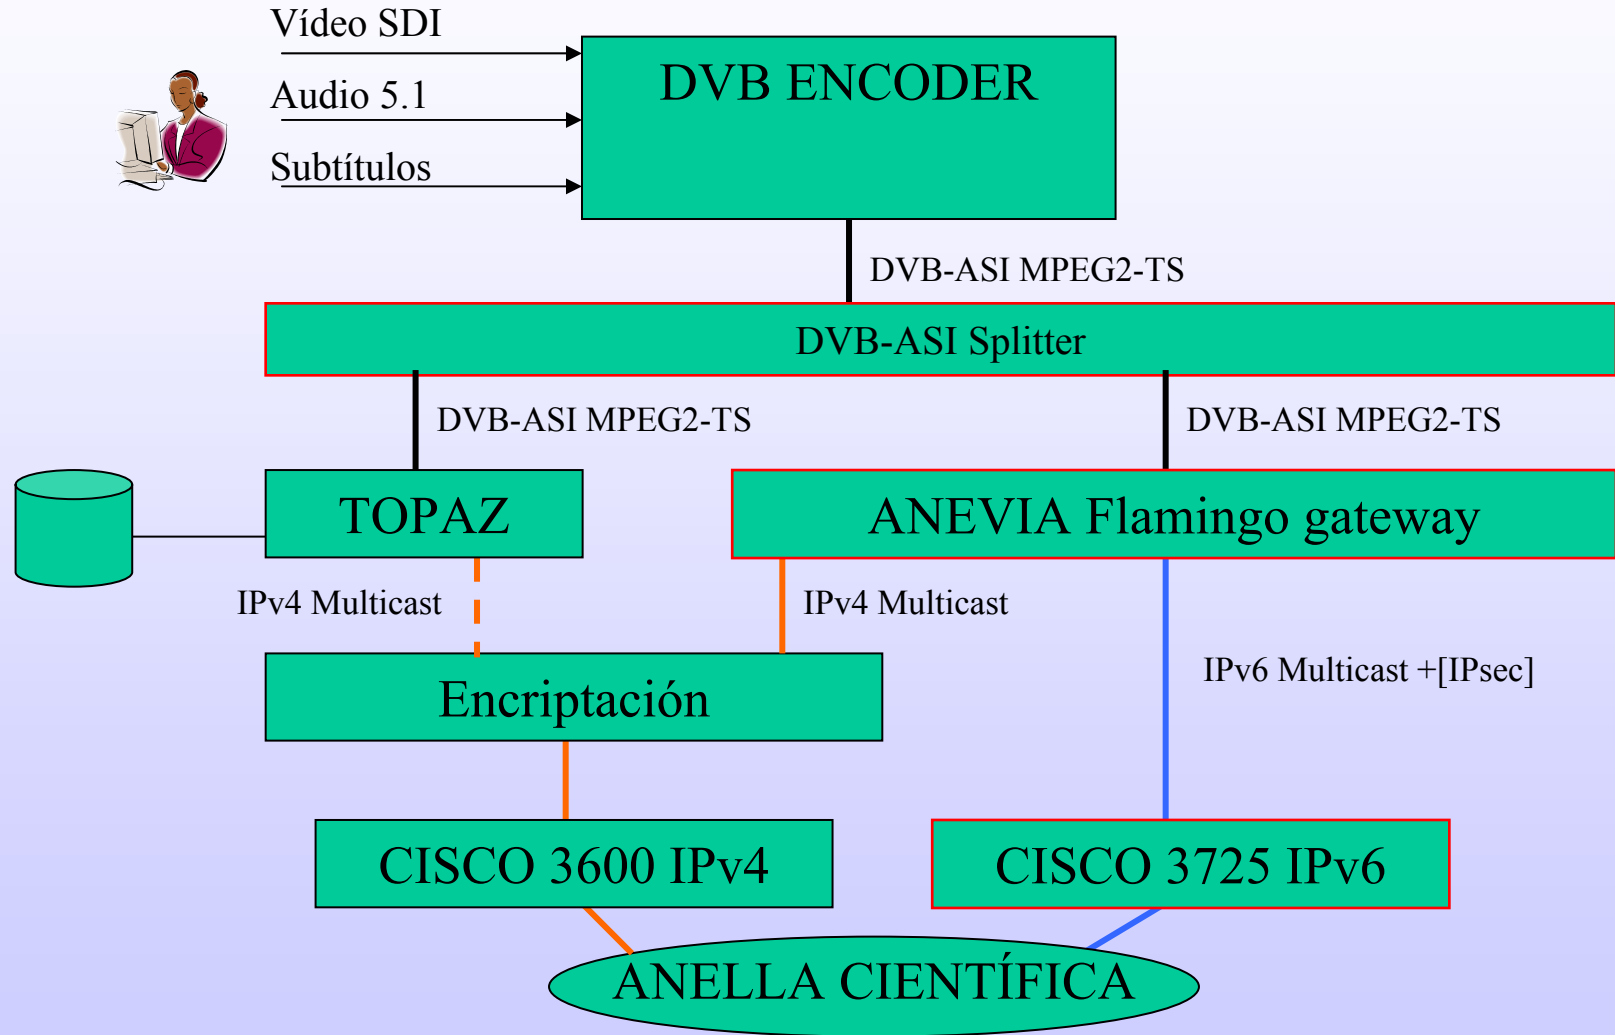 Vídeo SDI
Audio 5.1
Subtítulos
DVB ENCODER
DVB-ASI MPEG2-TS
DVB-ASI Splitter
DVB-ASI MPEG2-TS
DVB-ASI MPEG2-TS
TOPAZ
ANEVIA Flamingo gateway
IPv4 Multicast
IPv4 Multicast
IPv6 Multicast +[IPsec]
Encriptación
CISCO 3600 IPv4
CISCO 3725 IPv6
ANELLA CIENTÍFICA